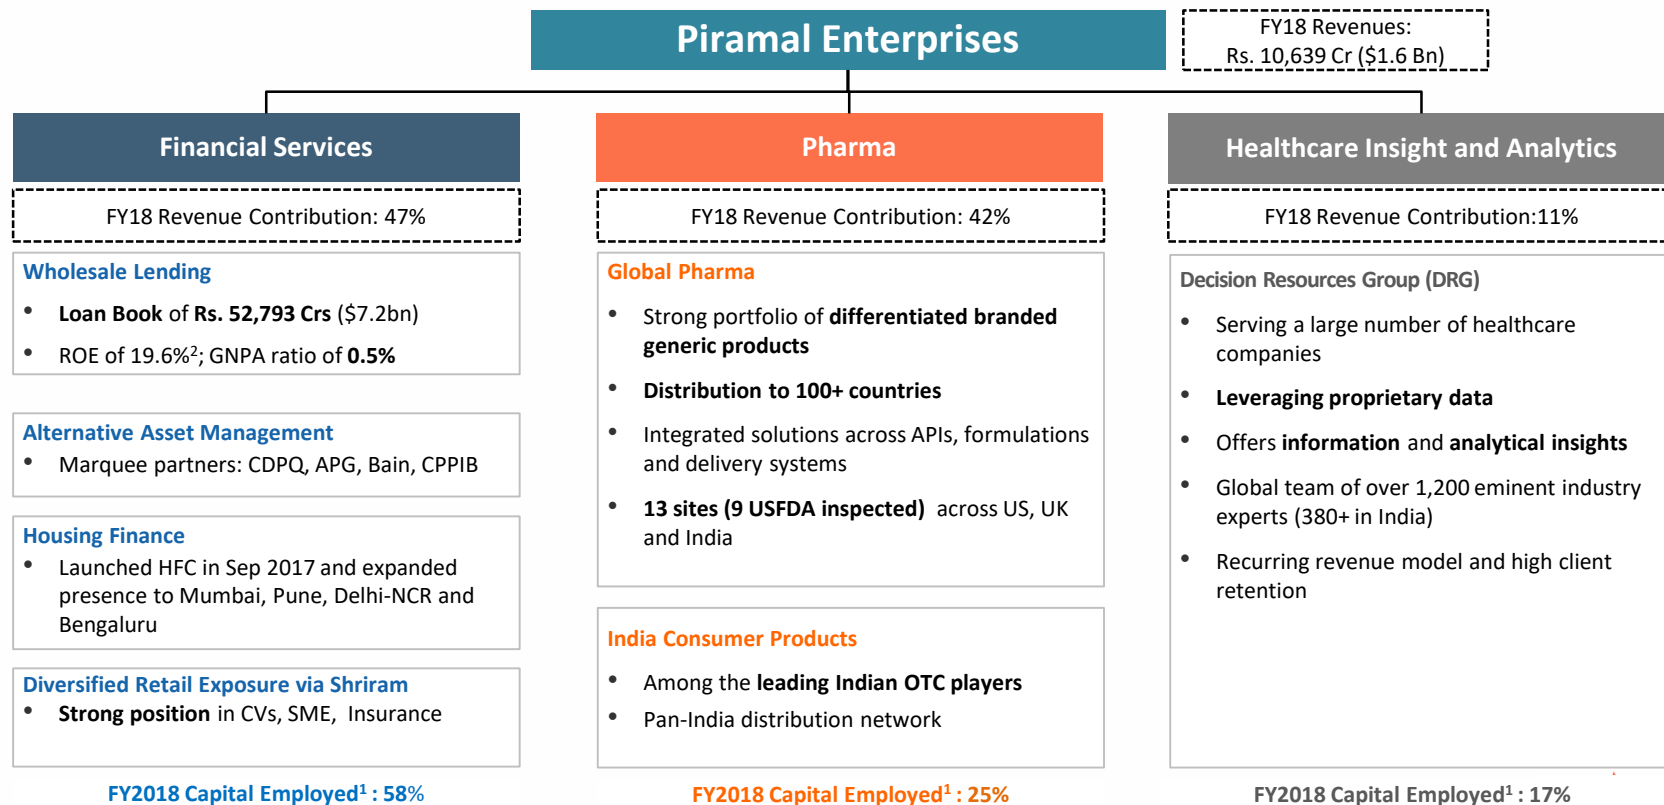 Piramal Enterprises
FY18 Revenues:
Rs. 10,639 Cr ($1.6 Bn)
Financial Services
FY18 Revenue Contribution: 47%
Wholesale Lending
• Loan Book of Rs. 52,793 Crs ($7.2bn)
• ROE of 19.6%²; GNPA ratio of 0.5%
Alternative Asset Management
• Marquee partners: CDPQ, APG, Bain, CPPIB
Housing Finance
• Launched HFC in Sep 2017 and expanded
presence to Mumbai, Pune, Delhi-NCR and
Bengaluru
Diversified Retail Exposure via Shriram
• Strong position in CVs, SME, Insurance
FY2018 Capital Employed¹ : 58%
Pharma
FY18 Revenue Contribution: 42%
Global Pharma
• Strong portfolio of differentiated branded
generic products
• Distribution to 100+ countries
• Integrated solutions across APIs, formulations
and delivery systems
• 13 sites (9 USFDA inspected) across US, UK
and India
India Consumer Products
• Among the leading Indian OTC players
• Pan-India distribution network
FY2018 Capital Employed¹ : 25%
Healthcare Insight and Analytics
FY18 Revenue Contribution:11%
Decision Resources Group (DRG)
• Serving a large number of healthcare
companies
• Leveraging proprietary data
• Offers information and analytical insights
• Global team of over 1,200 eminent industry
experts (380+ in India)
• Recurring revenue model and high client
retention
FY2018 Capital Employed¹ : 17%